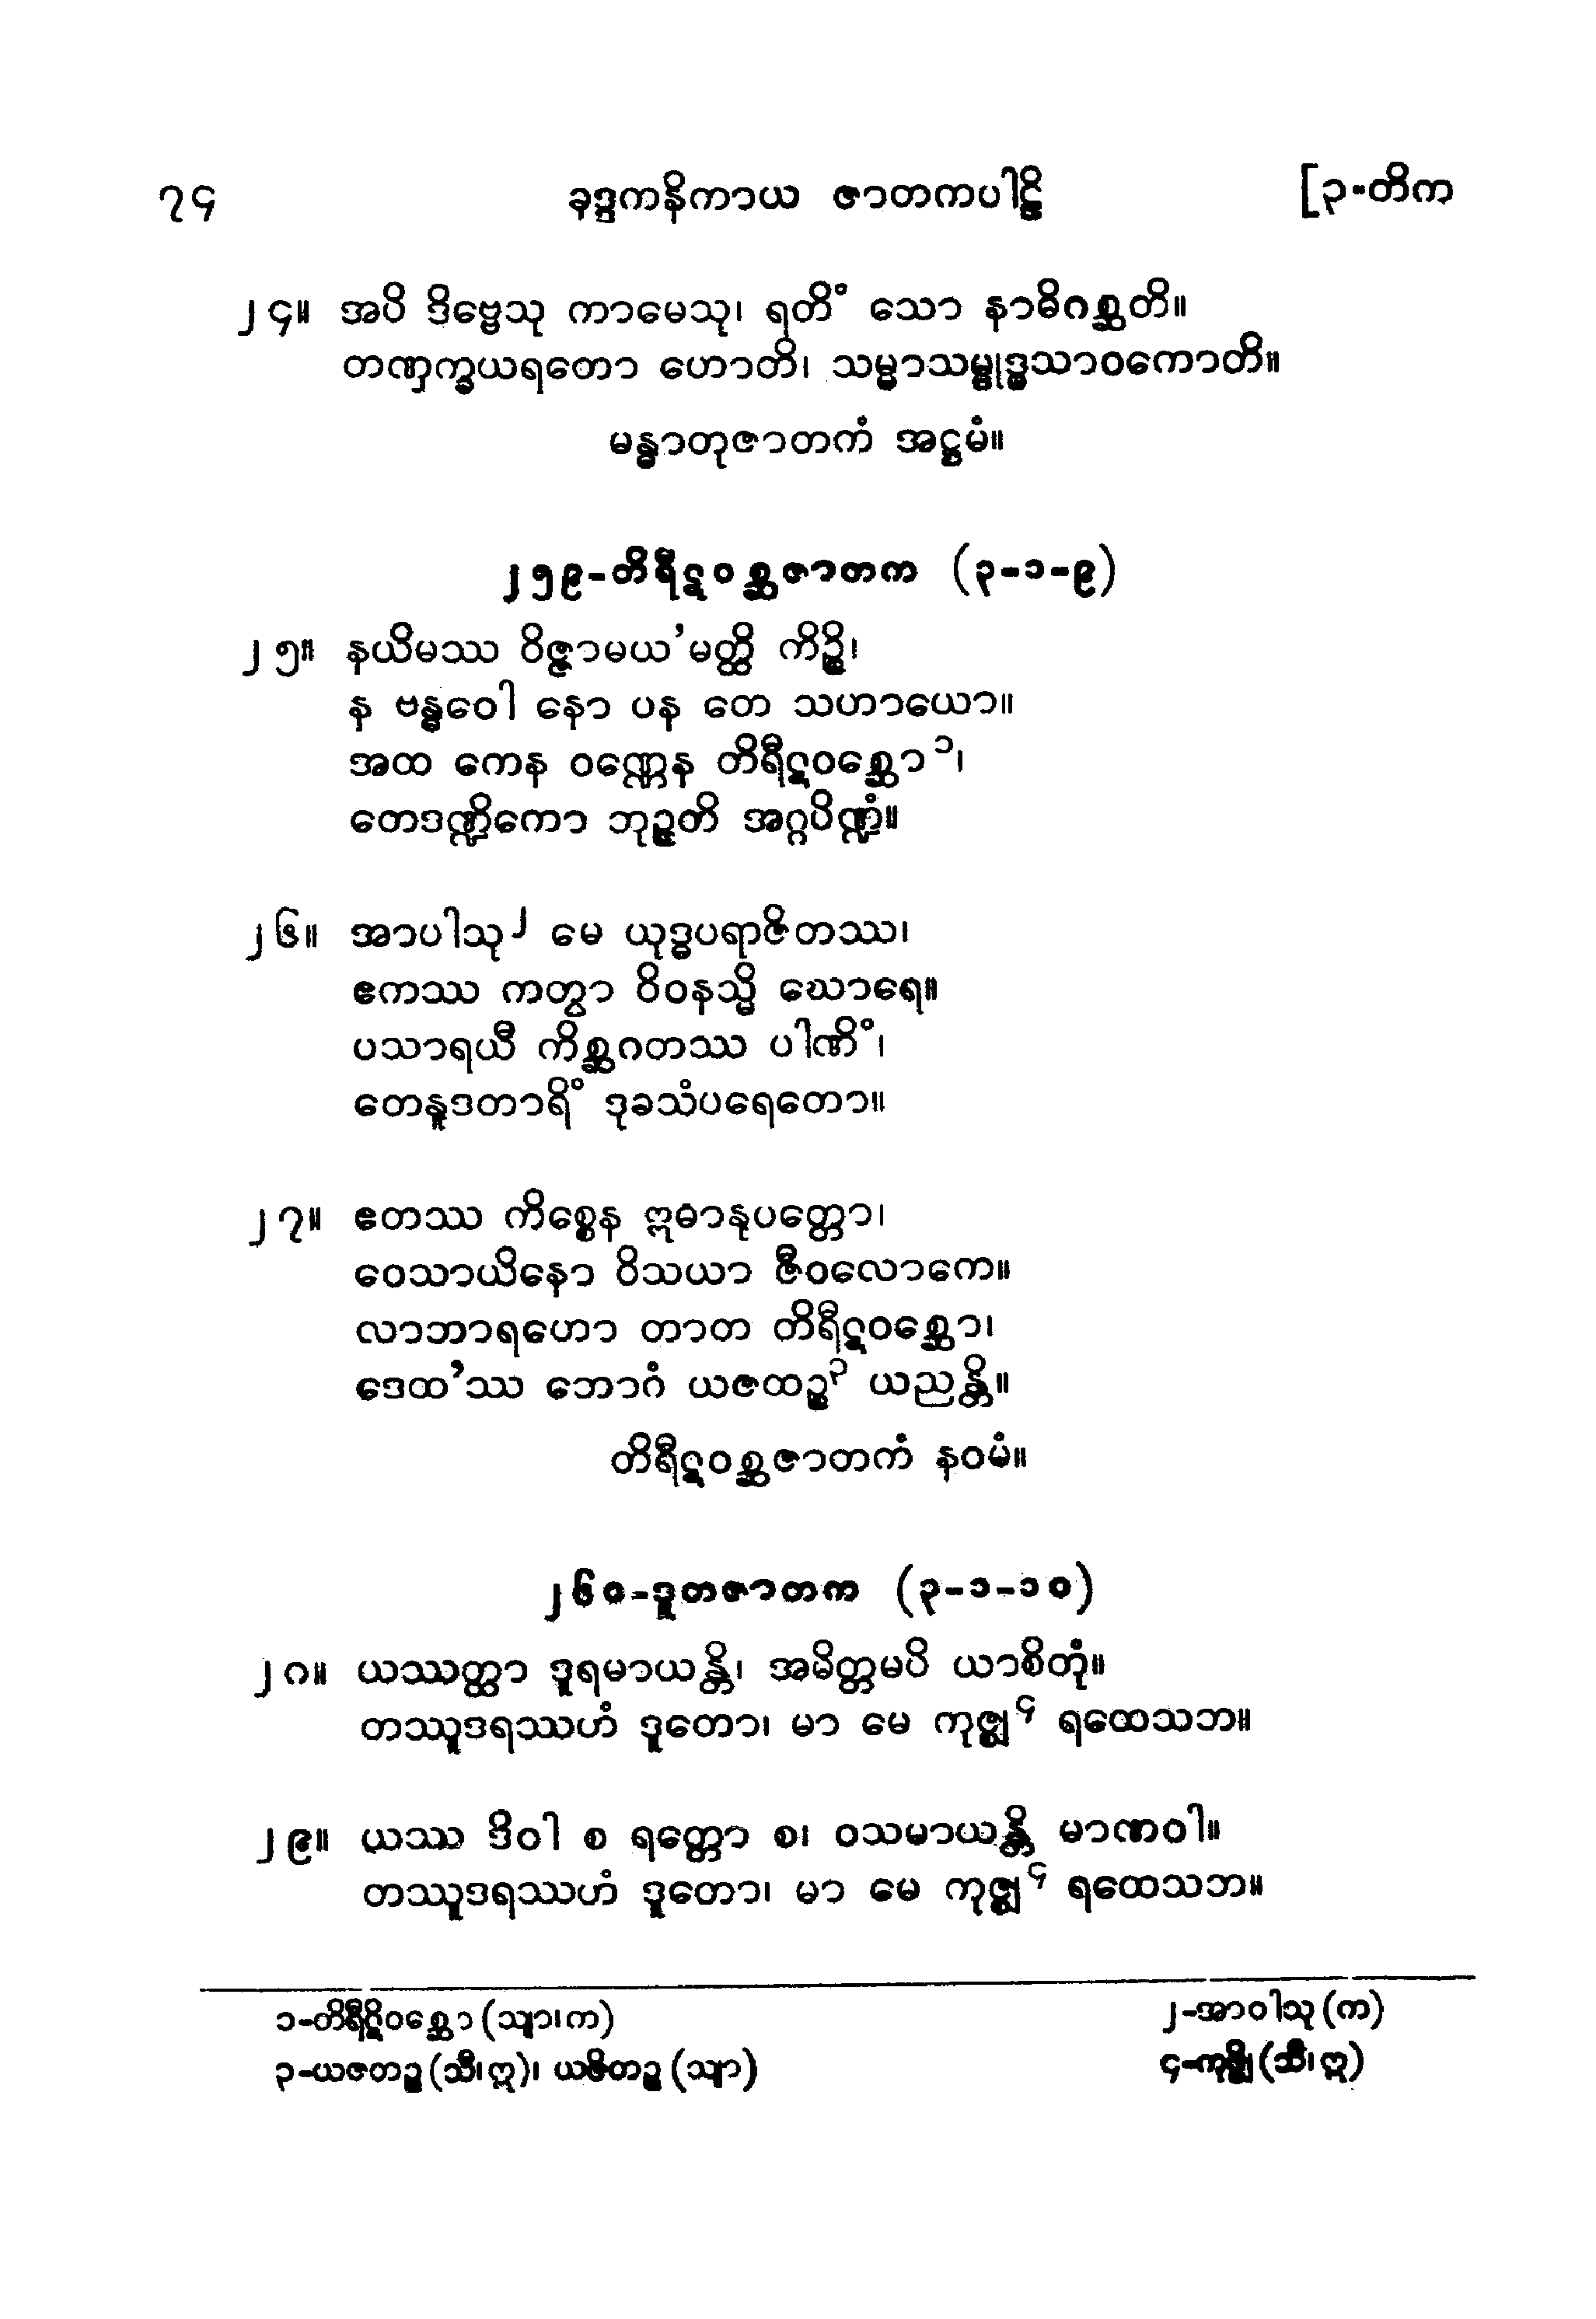 ၇၄ ခုဒ္ဒကနိကာယ ဇာတကပါဠိ [၃-တိက
၂၄။ အပိ ဒိဗ္ဗေသု ကာမေသု၊ ရတိံ သော နာဓိဂစ္ဆတိ။
တဏှက္ခယရတော ဟောတိ၊ သမ္မာသမ္ဗုဒ္ဓသာဝကောတိ။
မန္ဓာတုဇာတကံ အဋ္ဌမံ။
၂၅၉-တိရီဋဝစ္ဆဇာတက (၃-၁-၉)
၂၅။ နယိမဿ ဝိဇ္ဇာမယ’မတ္ထိ ကိဉ္စိ၊
န ဗန္ဓဝေါ နော ပန တေ သဟာယော။
အထ ကေန ဝဏ္ဏေန တိရီဋဝစ္ဆော၁၊
တေဒဏ္ဍိကော ဘုဉ္ဇတိ အဂ္ဂပိဏ္ဍံ။
၂၆။ အာပါသု၂ မေ ယုဒ္ဓပရာဇိတဿ၊
ဧကဿ ကတွာ ဝိဝနသ္မိ ဃောရေ။
ပသာရယီ ကိစ္ဆဂတဿ ပါဏိံ၊
တေနူဒတာရိံ ဒုခသံပရေတော။
၂၇။ ဧတဿ ကိစ္စေန ဣဓာနုပတ္တော၊
ဝေသာယိနော ဝိသယာ ဇီဝလောကေ။
လာဘာရဟော တာတ တိရီဋဝစ္ဆော၊
ဒေထ’ဿ ဘောဂံ ယဇထဉ္စ၃ ယညန္တိ။
တိရီဋဝစ္ဆဇာတကံ နဝမံ။
၂၆၀-ဒူတဇာတက (၃-၁-၁၀)
၂၈။ ယဿတ္ထာ ဒူရမာယန္တိ၊ အမိတ္တမပိ ယာစိတုံ။
တဿူဒရဿဟံ ဒူတော၊ မာ မေ ကုဇ္ဈ၄ ရထေသဘ။
၂၉။ ယဿ ဒိဝါ စ ရတ္တော စ၊ ဝသမာယန္တိ မာဏဝါ။
တဿူဒရဿဟံ ဒူတော၊ မာ မေ ကုဇ္ဈ၄ ရထေသဘ။
၁-တိရီဋိဝစ္ဆော (သျာ၊က) ၂-အာဝါသု (က)
၃-ယဇတဉ္စ (သီ၊ဣ)၊ ယဇိတဉ္စ (သျာ) ၄-ကုဇ္ဈိ (သီ၊ဣ)